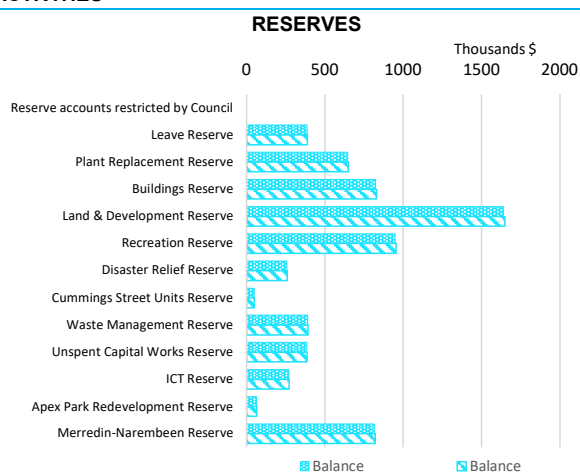 RESERVES
Thousands $
0 500 1000 1500 2000
Reserve accounts restricted by Council
Leave Reserve
Plant Replacement Reserve
Buildings Reserve
Land & Development Reserve
Recreation Reserve
Disaster Relief Reserve
Cummings Street Units Reserve
Waste Management Reserve
Unspent Capital Works Reserve
ICT Reserve
Apex Park Redevelopment Reserve
Merredin-Narembeen Reserve
Balance Balance